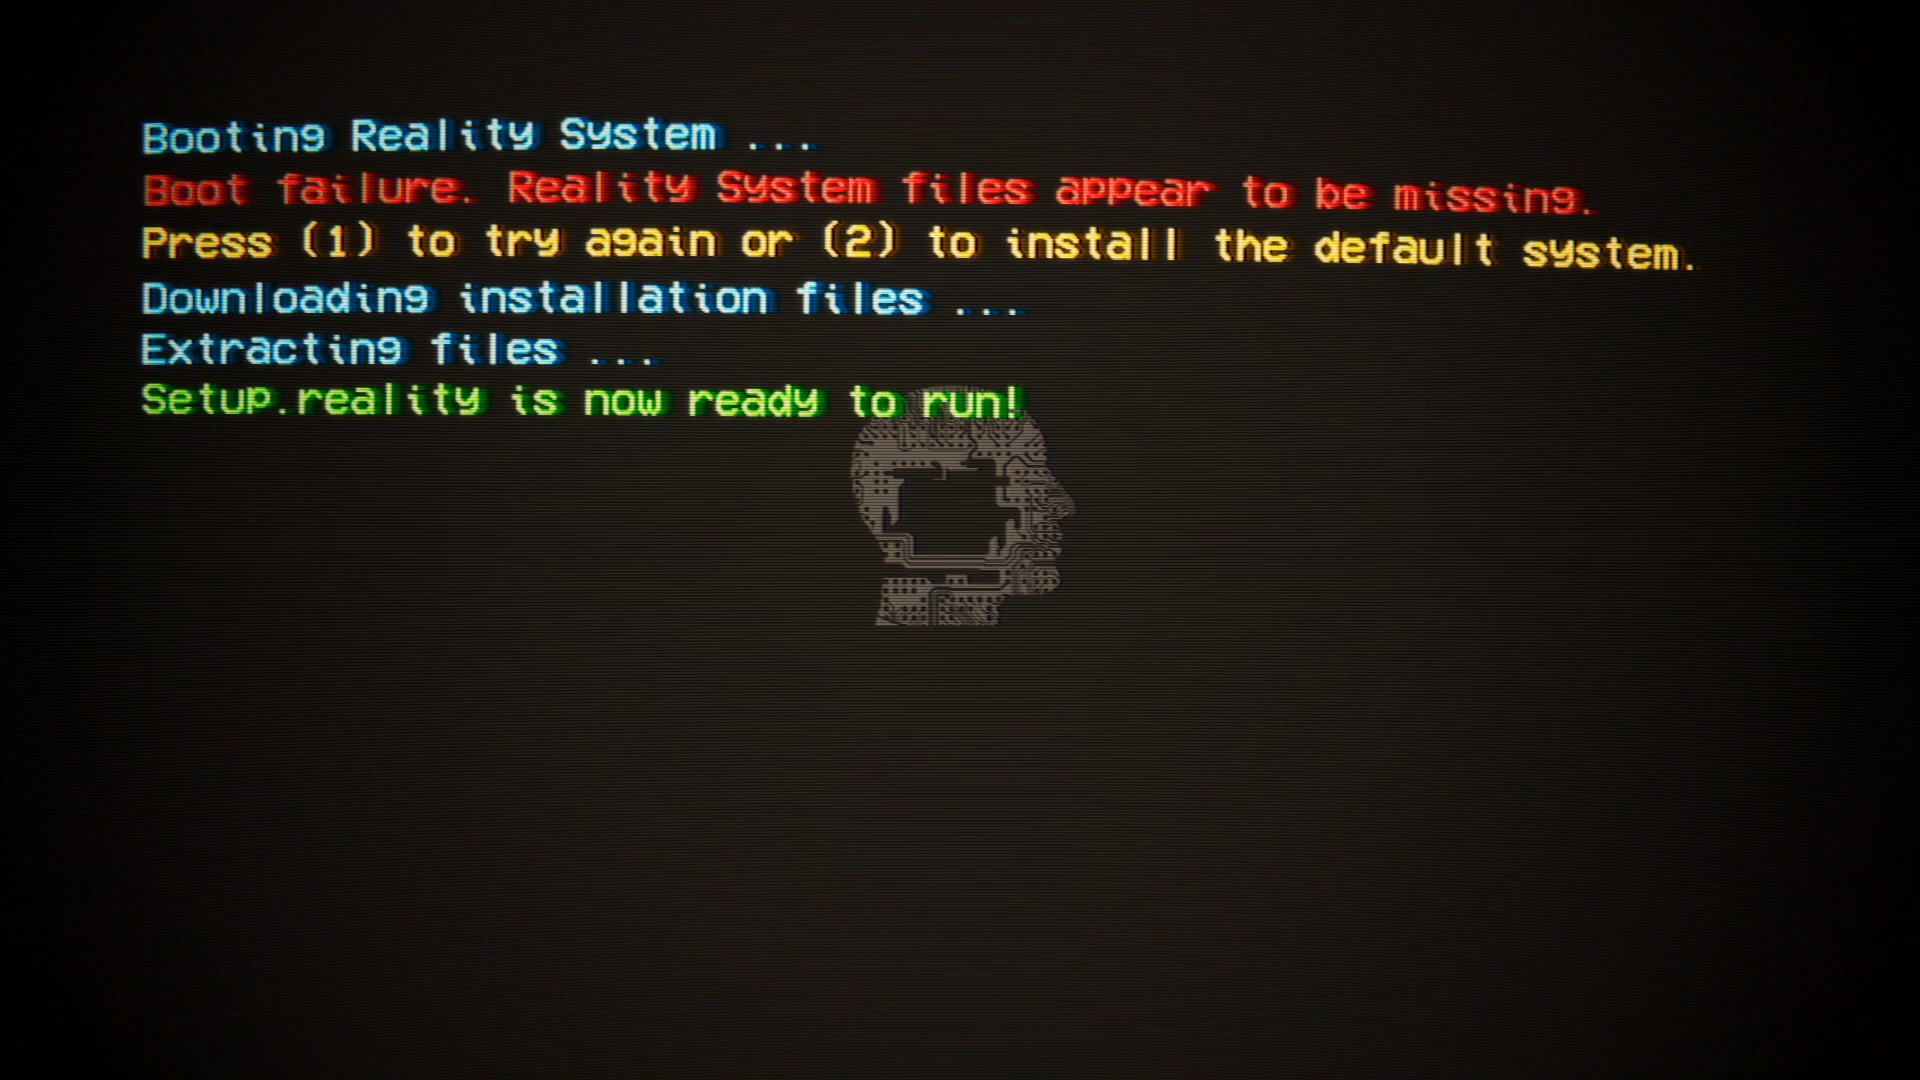 Booting Reality System ...
Boot failure. Reality System files appear to be missing.
Press (1) to try again or (2) to install the default system.
Downloading installation files ...
Extracting files ...
Setup.reality is now ready to run!